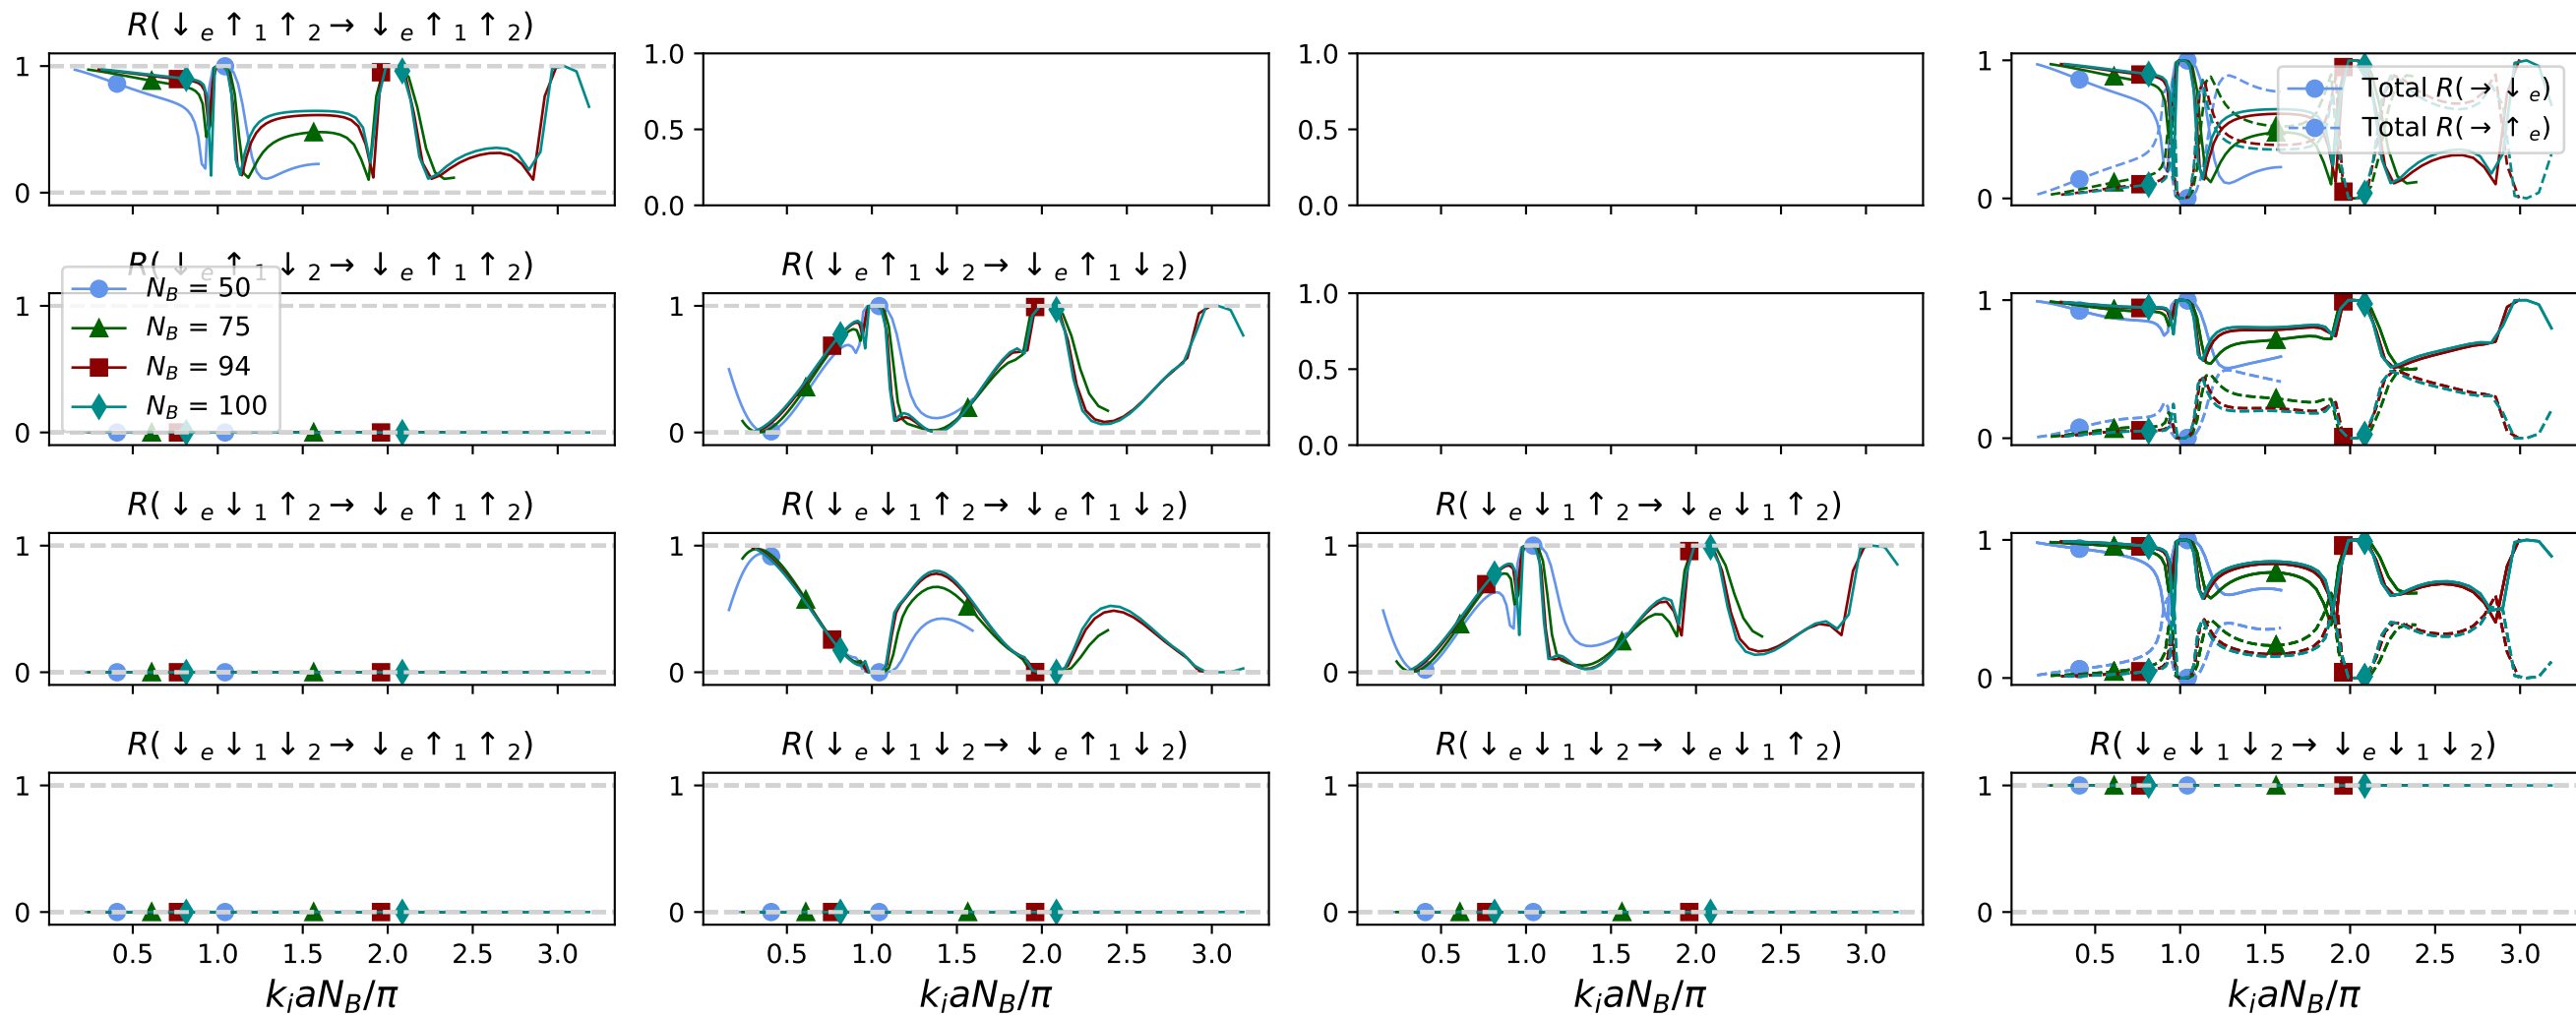 R(↓e↑1↑2→ ↓e↑1↑2)
1
0
1.0
0.5
0.0
1.0
0.5
0.0
1
0
Total R(→↓e)
Total R(→↑e)
R(↓e↑1↓2→ ↓e↑1↑2)
1
0
N_B = 50
N_B = 75
N_B = 94
N_B = 100
R(↓e↑1↓2→ ↓e↑1↓2)
1
0
1.0
0.5
0.0
1
0
R(↓e↓1↑2→ ↓e↑1↑2)
1
0
R(↓e↓1↑2→ ↓e↑1↓2)
1
0
R(↓e↓1↑2→ ↓e↓1↑2)
1
0
1
0
R(↓e↓1↓2→ ↓e↑1↑2)
1
0
0.5 1.0 1.5 2.0 2.5 3.0
k_i a N_B/π
R(↓e↓1↓2→ ↓e↑1↓2)
1
0
0.5 1.0 1.5 2.0 2.5 3.0
k_i a N_B/π
R(↓e↓1↓2→ ↓e↓1↑2)
1
0
0.5 1.0 1.5 2.0 2.5 3.0
k_i a N_B/π
R(↓e↓1↓2→ ↓e↓1↓2)
1
0
0.5 1.0 1.5 2.0 2.5 3.0
k_i a N_B/π